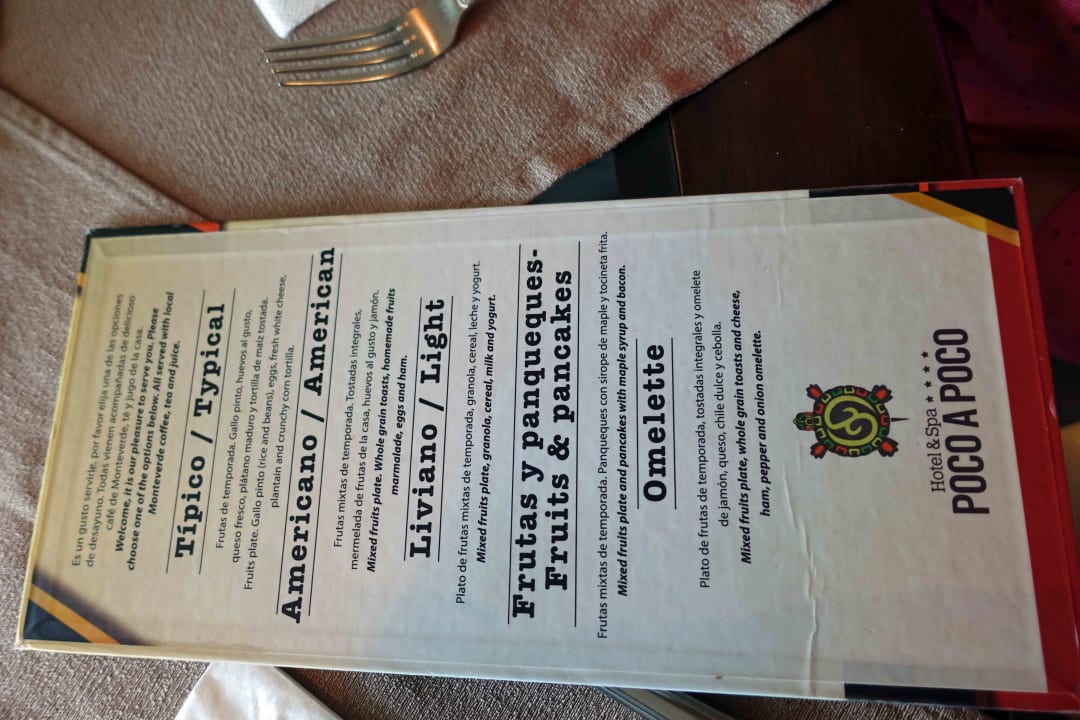 Es un gusto servirle, por favor elija una de las opciones
de desayuno. Todas vienen acompañadas de delicioso
café de Monteverde, té y jugo de la casa.
Welcome, it is our pleasure to serve you. Please
choose one of the options below. All served with local
Monteverde coffee, tea and juice.
Típico / Typical
Frutas de temporada. Gallo pinto, huevos al gusto,
queso fresco, plátano maduro y tortilla de maíz tostada.
Fruits plate. Gallo pinto (rice and beans), eggs, fresh white cheese,
plantain and crunchy corn tortilla.
Americano / American
Frutas mixtas de temporada. Tostadas integrales,
mermelada de frutas de la casa, huevos al gusto y jamón.
Mixed fruits plate. Whole grain toasts, homemade fruits
marmalade, eggs and ham.
Liviano / Light
Plato de frutas mixtas de temporada, granola, cereal, leche y yogurt.
Mixed fruits plate, granola, cereal, milk and yogurt.
Frutas y panqueques-
Fruits & pancakes
Frutas mixtas de temporada. Panqueques con sirope de maple y tocineta frita.
Mixed fruits plate and pancakes with maple syrup and bacon.
Omelette
Plato de frutas de temporada, tostadas integrales y omelete
de jamón, queso, chile dulce y cebolla.
Mixed fruits plate, whole grain toasts and cheese,
ham, pepper and onion omelette.
Hotel & Spa ★★★★★
POCO A POCO